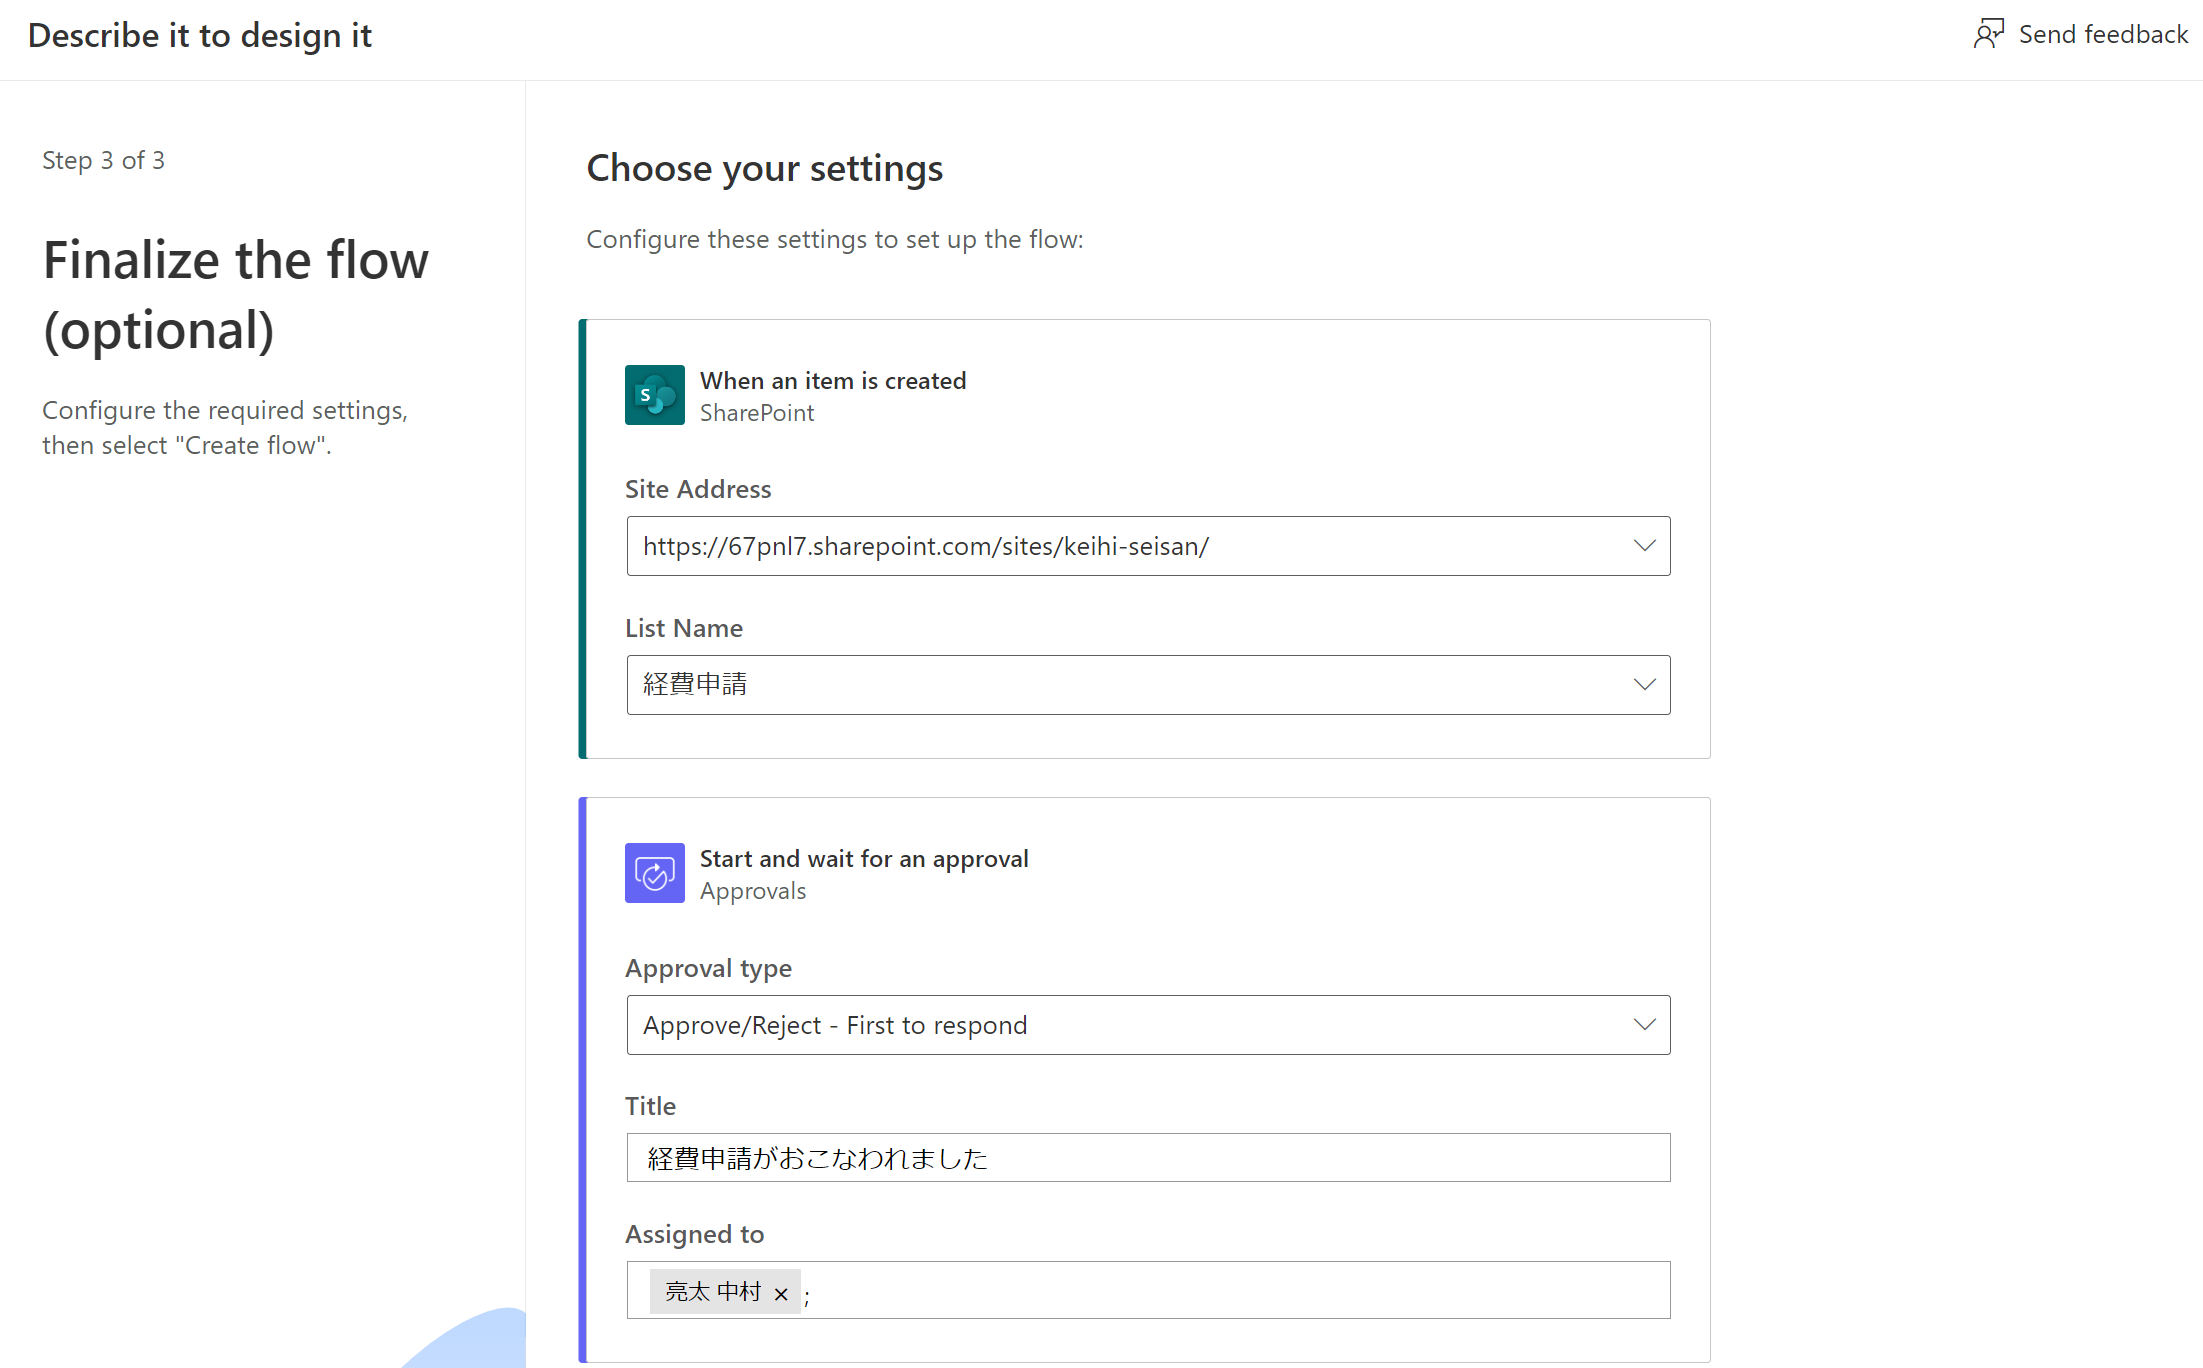 Describe it to design it
Send feedback
Step 3 of 3
Finalize the flow
(optional)
Configure the required settings,
then select "Create flow".
Choose your settings
Configure these settings to set up the flow:
S
When an item is created
SharePoint
Site Address
https://67pnl7.sharepoint.com/sites/keihi-seisan/
List Name
経費申請
Start and wait for an approval
Approvals
Approval type
Approve/Reject - First to respond
Title
経費申請がおこなわれました
Assigned to
亮太 中村 × ;